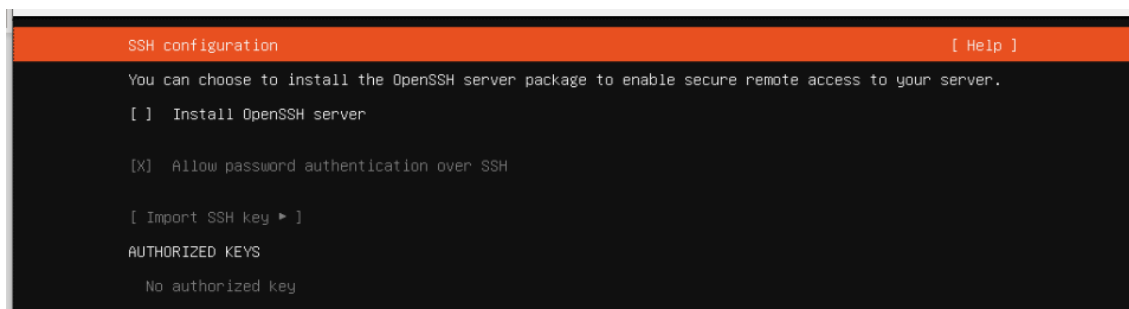 SSH configuration [ Help ]
You can choose to install the OpenSSH server package to enable secure remote access to your server.
[ ] Install OpenSSH server
[X] Allow password authentication over SSH
[ Import SSH key ► ]
AUTHORIZED KEYS
No authorized key